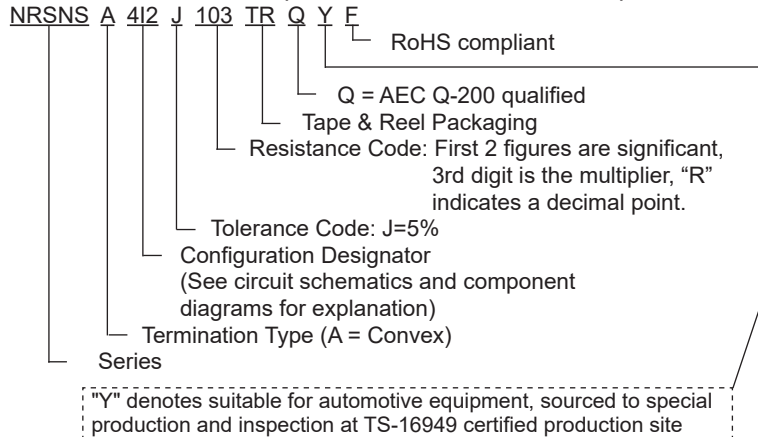 NRSNS A 4I2 J 103 TR Q Y F
RoHS compliant
Q = AEC Q-200 qualified
Tape & Reel Packaging
Resistance Code: First 2 figures are significant,
3rd digit is the multiplier, “R”
indicates a decimal point.
Tolerance Code: J=5%
Configuration Designator
(See circuit schematics and component
diagrams for explanation)
Termination Type (A = Convex)
Series
"Y" denotes suitable for automotive equipment, sourced to special
production and inspection at TS-16949 certified production site